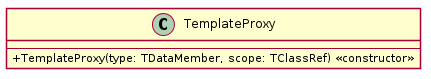 C TemplateProxy
+TemplateProxy(type: TDataMember, scope: TClassRef) «constructor»